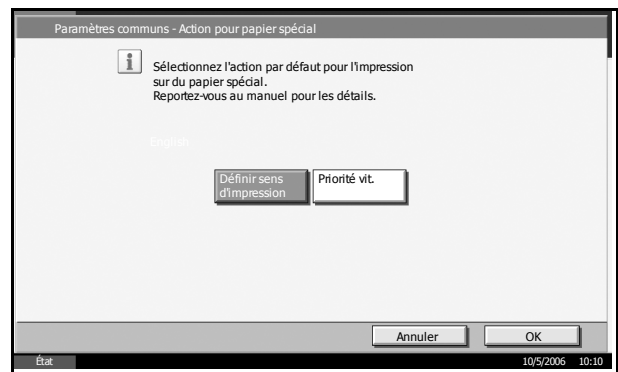 Paramètres communs - Action pour papier spécial
Sélectionnez l'action par défaut pour l'impression
sur du papier spécial.
Reportez-vous au manuel pour les détails.
English
Définir sens
d'impression
Priorité vit.
Annuler
OK
État
10/5/2006 10:10